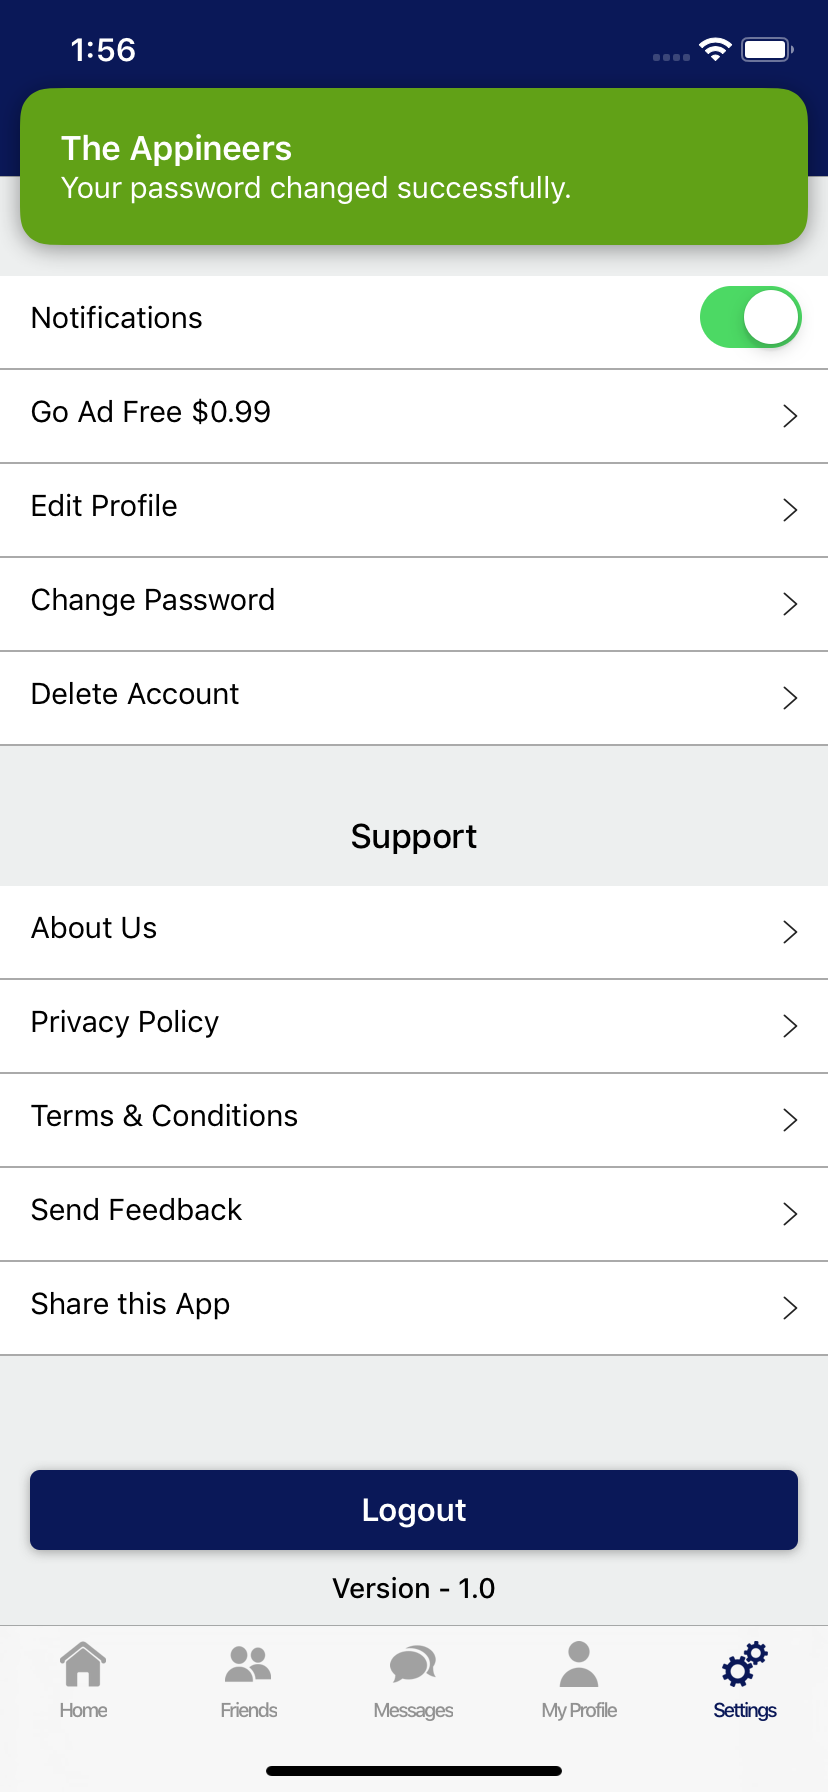 1:56
The Appineers
Your password changed successfully.
Notifications
Go Ad Free $0.99
Edit Profile
Change Password
Delete Account
Support
About Us
Privacy Policy
Terms & Conditions
Send Feedback
Share this App
Logout
Version - 1.0
Home Friends Messages My Profile Settings